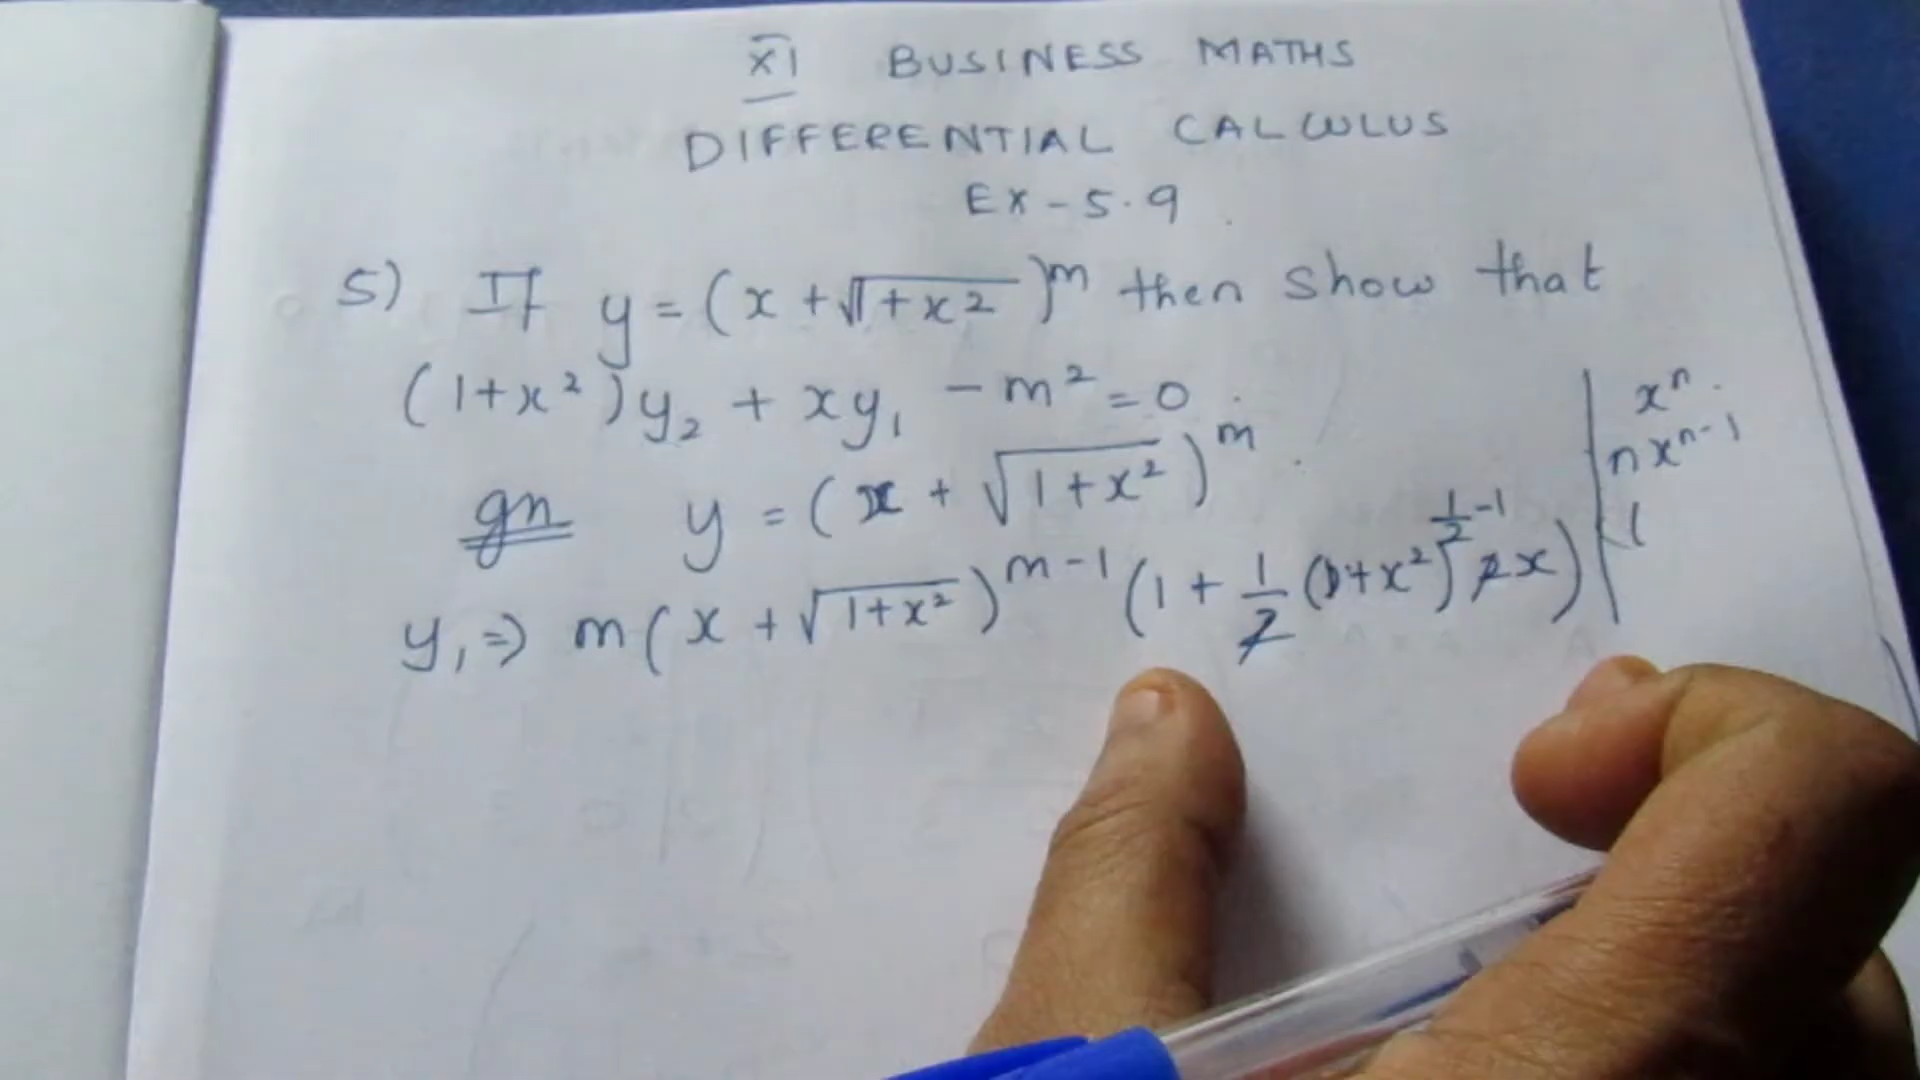 XI BUSINESS MATHS
DIFFERENTIAL CALCULUS
EX - 5.9
5) If y = (x + √1+x2)^m then show that
(1+x²)y₂ + xy₁ - m² = 0.
gn y = (x + √(1+x²))^m.
y₁ ⇒ m(x + √(1+x²))^(m-1) (1 + 1/2 (1+x²)^(1/2 -1) 2x)
x^n.
nx^(n-1)
(